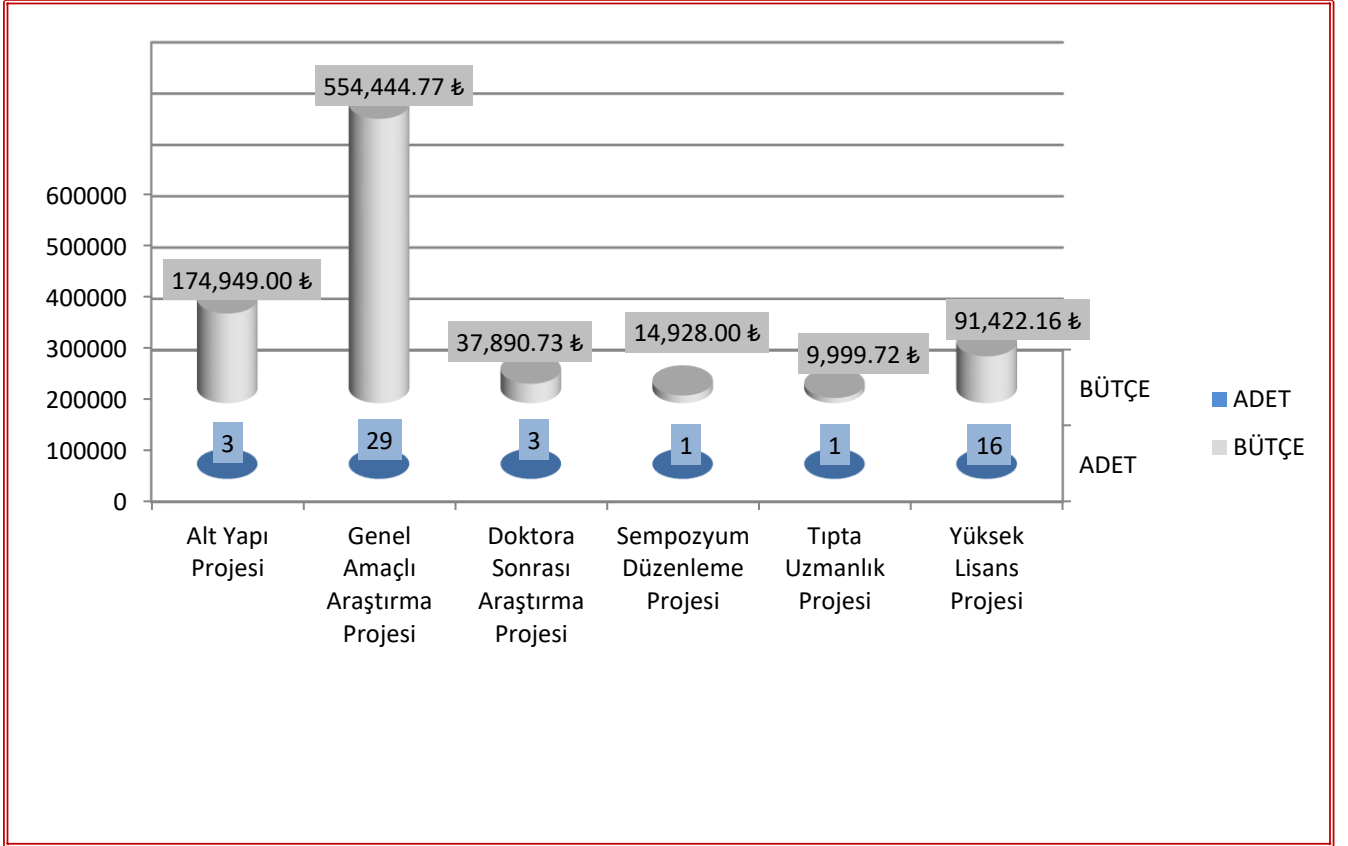 554,444.77 ₺
600000
500000
400000
300000
200000
100000
0
174,949.00 ₺
37,890.73 ₺
14,928.00 ₺
9,999.72 ₺
91,422.16 ₺
BÜTÇE
ADET
ADET
BÜTÇE
3
29
3
1
1
16
Alt Yapı
Projesi
Genel
Amaçlı
Araştırma
Projesi
Doktora
Sonrası
Araştırma
Projesi
Sempozyum
Düzenleme
Projesi
Tıpta
Uzmanlık
Projesi
Yüksek
Lisans
Projesi